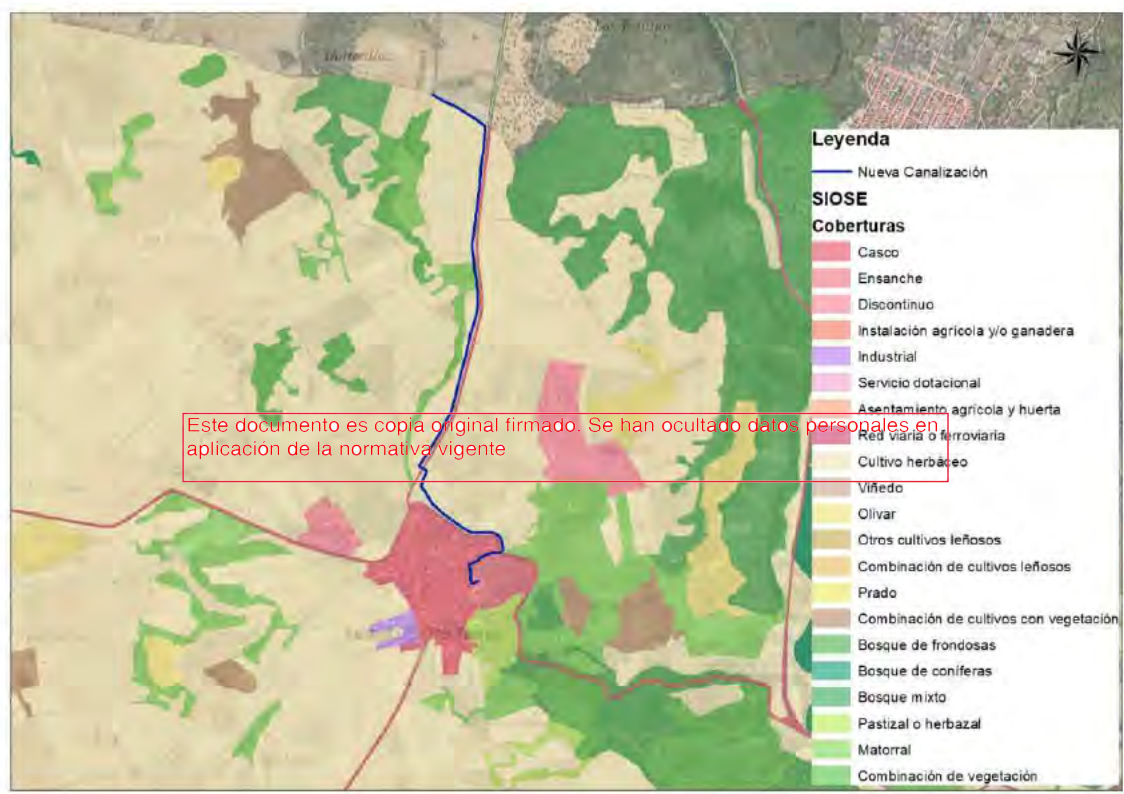 Leyenda
Nueva Canalización
SIOSE
Coberturas
Casco
Ensanche
Discontinuo
Instalación agrícola y/o ganadera
Industrial
Servicio dotacional
Asentamiento agrícola y huerta
Red viaria o ferroviaria
Cultivo herbáceo
Viñedo
Olivar
Otros cultivos leñosos
Combinación de cultivos leñosos
Prado
Combinación de cultivos con vegetación
Bosque de frondosas
Bosque de coníferas
Bosque mixto
Pastizal o herbazal
Matorral
Combinación de vegetación
Este documento es copia original firmado. Se han ocultado datos personales en
aplicación de la normativa vigente